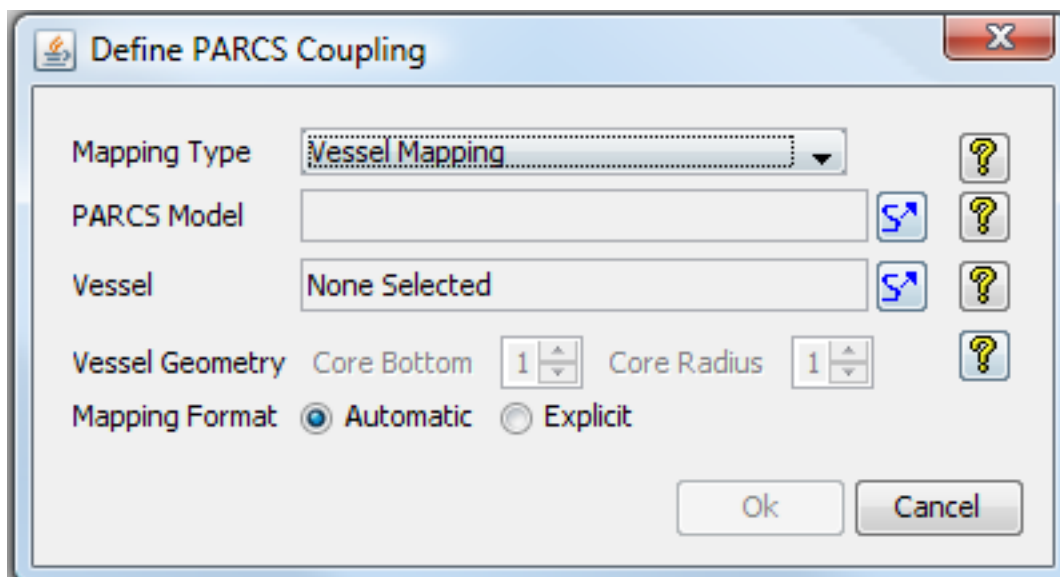 Define PARCS Coupling
Mapping Type Vessel Mapping
PARCS Model
Vessel None Selected
Vessel Geometry Core Bottom 1 Core Radius 1
Mapping Format Automatic Explicit
Ok Cancel